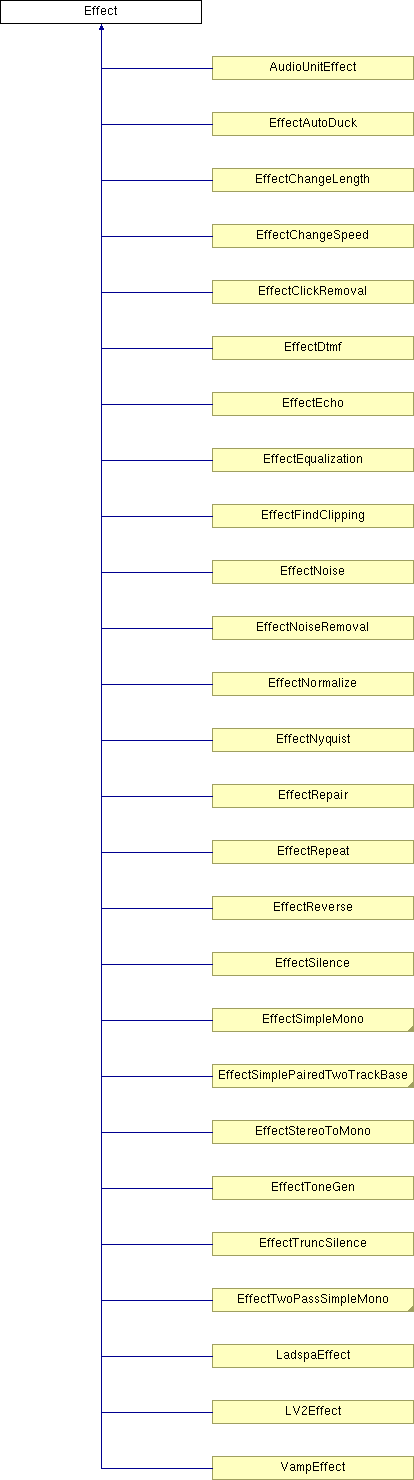 Effect
AudioUnitEffect
EffectAutoDuck
EffectChangeLength
EffectChangeSpeed
EffectClickRemoval
EffectDtmf
EffectEcho
EffectEqualization
EffectFindClipping
EffectNoise
EffectNoiseRemoval
EffectNormalize
EffectNyquist
EffectRepair
EffectRepeat
EffectReverse
EffectSilence
EffectSimpleMono
EffectSimplePairedTwoTrackBase
EffectStereoToMono
EffectToneGen
EffectTruncSilence
EffectTwoPassSimpleMono
LadspaEffect
LV2Effect
VampEffect